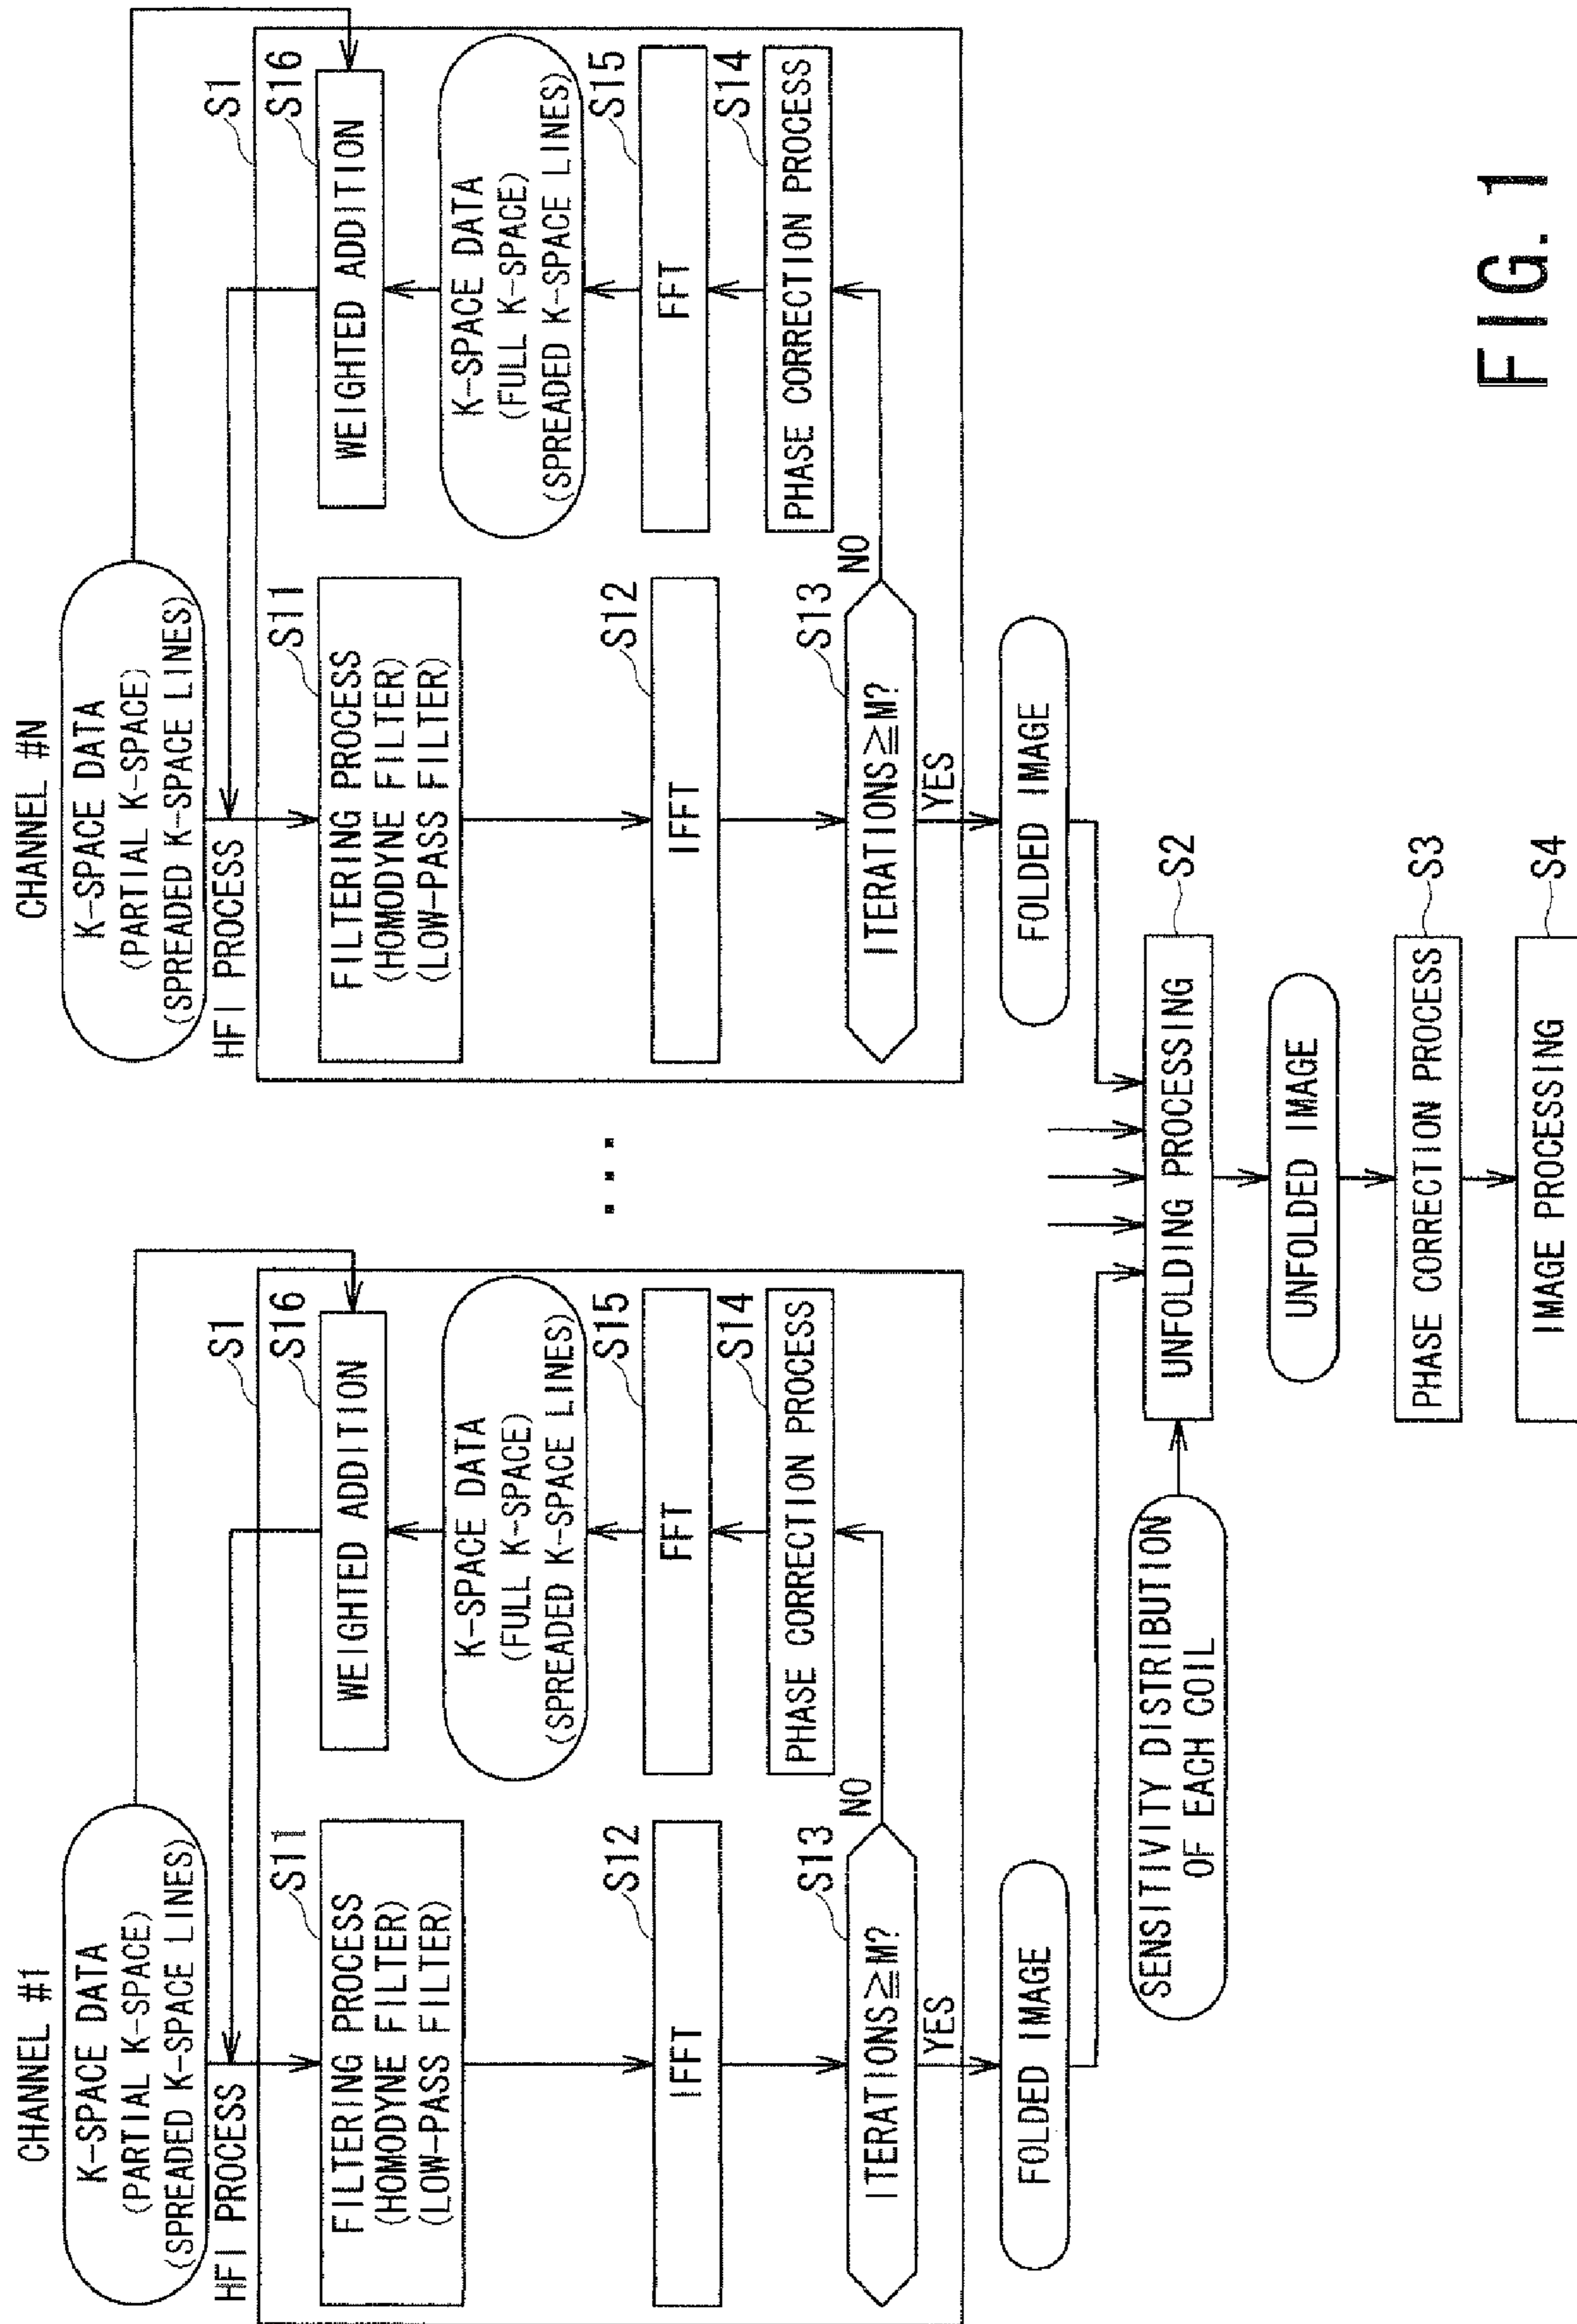 CHANNEL #1
K-SPACE DATA
(PARTIAL K-SPACE)
(SPREADED K-SPACE LINES)
HFI PROCESS
S1
S11
FILTERING PROCESS
(HOMODYNE FILTER)
(LOW-PASS FILTER)
S12
IFFT
S13
ITERATIONS≧M?
NO
YES
S16
WEIGHTED ADDITION
K-SPACE DATA
(FULL K-SPACE)
(SPREADED K-SPACE LINES)
S15
FFT
S14
PHASE CORRECTION PROCESS
FOLDED IMAGE
...
CHANNEL #N
K-SPACE DATA
(PARTIAL K-SPACE)
(SPREADED K-SPACE LINES)
HFI PROCESS
S1
S11
FILTERING PROCESS
(HOMODYNE FILTER)
(LOW-PASS FILTER)
S12
IFFT
S13
ITERATIONS≧M?
NO
YES
S16
WEIGHTED ADDITION
K-SPACE DATA
(FULL K-SPACE)
(SPREADED K-SPACE LINES)
S15
FFT
S14
PHASE CORRECTION PROCESS
FOLDED IMAGE
SENSITIVITY DISTRIBUTION
OF EACH COIL
UNFOLDING PROCESSING
S2
UNFOLDED IMAGE
PHASE CORRECTION PROCESS
S3
IMAGE PROCESSING
S4
FIG. 1